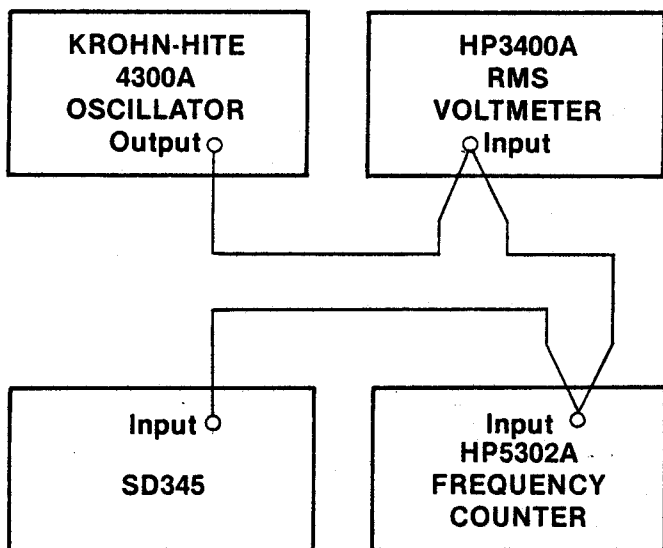 KROHN-HITE
4300A
OSCILLATOR
Output
HP3400A
RMS
VOLTMETER
Input
Input
SD345
Input
HP5302A
FREQUENCY
COUNTER